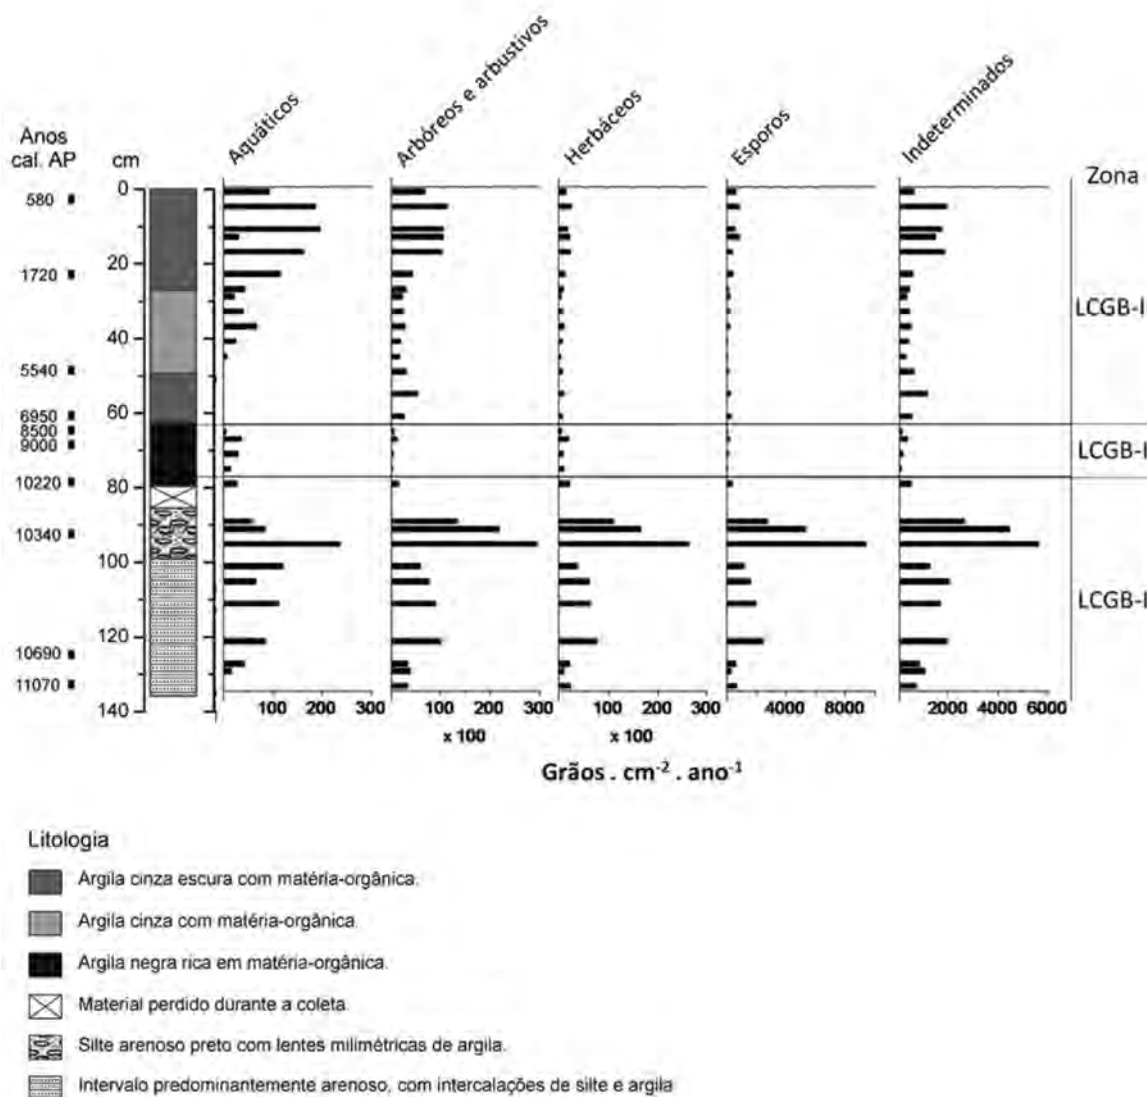 Aquáticos
Arbóreos e arbustivos
Herbáceos
Esporos
Indeterminados
Anos
cal. AP
cm
Zona
0
580
20
1720
LCGB-I
40
5540
60
6950
8500
9000
LCGB-I
10220
80
10340
100
LCGB-I
120
10690
11070
140
100 200 300
100 200 300
100 200 300
4000 8000
2000 4000 6000
x 100
x 100
Grãos . cm-2 . ano-1
Litologia
Argila cinza escura com matéria-orgânica.
Argila cinza com matéria-orgânica.
Argila negra rica em matéria-orgânica.
Material perdido durante a coleta.
Silte arenoso preto com lentes milimétricas de argila.
Intervalo predominantemente arenoso, com intercalações de silte e argila